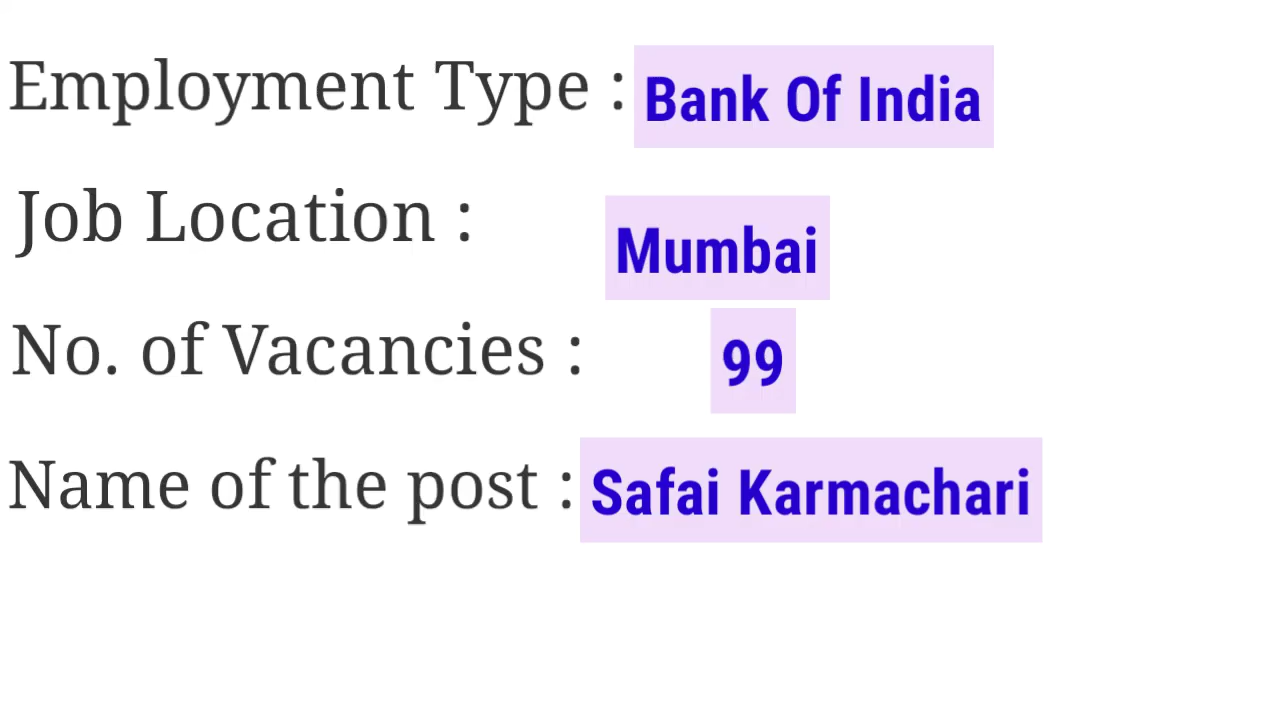 Employment Type : Bank Of India
Job Location : Mumbai
No. of Vacancies : 99
Name of the post : Safai Karmachari